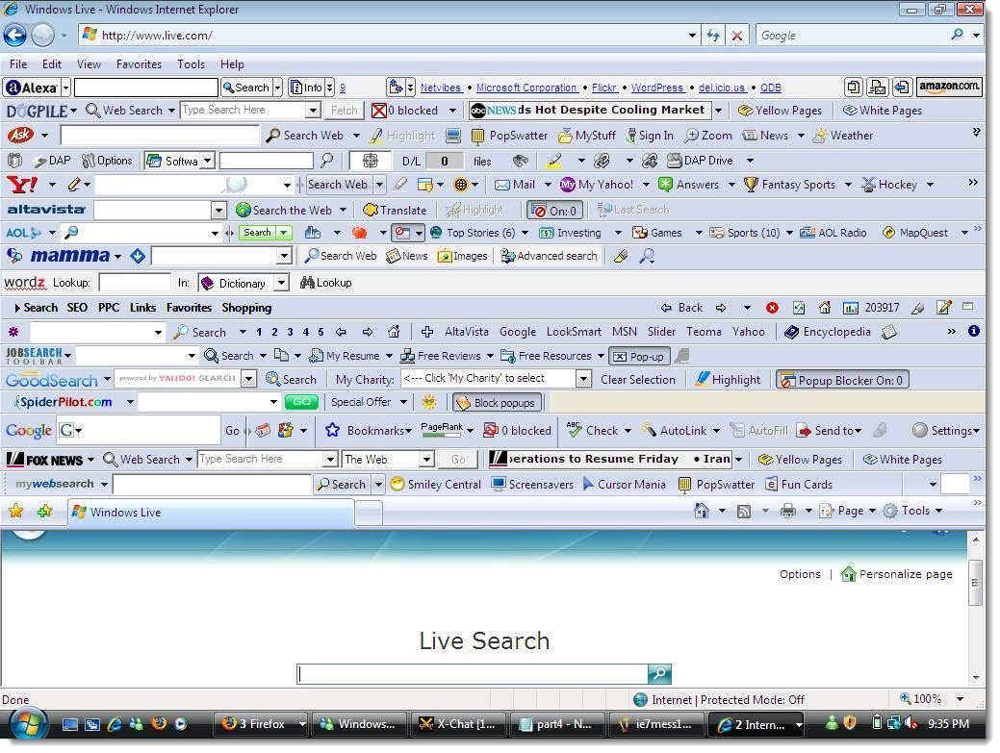 Windows Live - Windows Internet Explorer
http://www.live.com/ Google
File Edit View Favorites Tools Help
a Alexa Search Info 9 Netvibes • Microsoft Corporation • Flickr • WordPress • del.icio.us • QDB amazon.com
DOGPILE Web Search Type Search Here Fetch 0 blocked abc NEWS ds Hot Despite Cooling Market Yellow Pages White Pages
Ask Search Web Highlight PopSwatter MyStuff Sign In Zoom News Weather »
DAP Options Softwa D/L 0 files DAP Drive
Y! Search Web Mail My Yahoo! Answers Fantasy Sports Hockey »
altavista Search the Web Translate Highlight On: 0 Last Search
AOL Search Top Stories (6) Investing Games Sports (10) AOL Radio MapQuest »
mamma Search Web News Images Advanced search
wordz Lookup: In: Dictionary Lookup
Search SEO PPC Links Favorites Shopping Back 203917
Search 1 2 3 4 5 AltaVista Google LookSmart MSN Slider Teoma Yahoo Encyclopedia »
JOBSEARCH TOOLBAR Search My Resume Free Reviews Free Resources Pop-up
GoodSearch powered by YAHOO! SEARCH Search My Charity: <--- Click 'My Charity' to select Clear Selection Highlight Popup Blocker On: 0
SpiderPilot.com GO Special Offer Block popups
Google G Go Bookmarks PageRank 0 blocked ABC Check AutoLink AutoFill Send to Settings
FOX NEWS Web Search Type Search Here The Web Go perations to Resume Friday • Iran Yellow Pages White Pages
mywebsearch Search Smiley Central Screensavers Cursor Mania PopSwatter Fun Cards »
Windows Live Page Tools »
Options | Personalize page
Live Search
Done Internet | Protected Mode: Off 100%
3 Firefox Windows... X-Chat [1... part4 - N... ie7mess1... 2 Intern... 9:35 PM